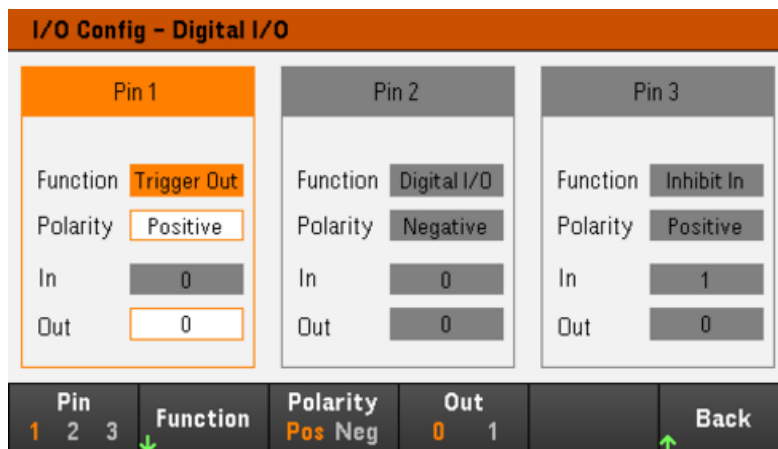 I/O Config – Digital I/O
Pin 1
Function Trigger Out
Polarity Positive
In 0
Out 0
Pin 2
Function Digital I/O
Polarity Negative
In 0
Out 0
Pin 3
Function Inhibit In
Polarity Positive
In 1
Out 0
Pin
1 2 3
Function
Polarity
Pos Neg
Out
0 1
Back